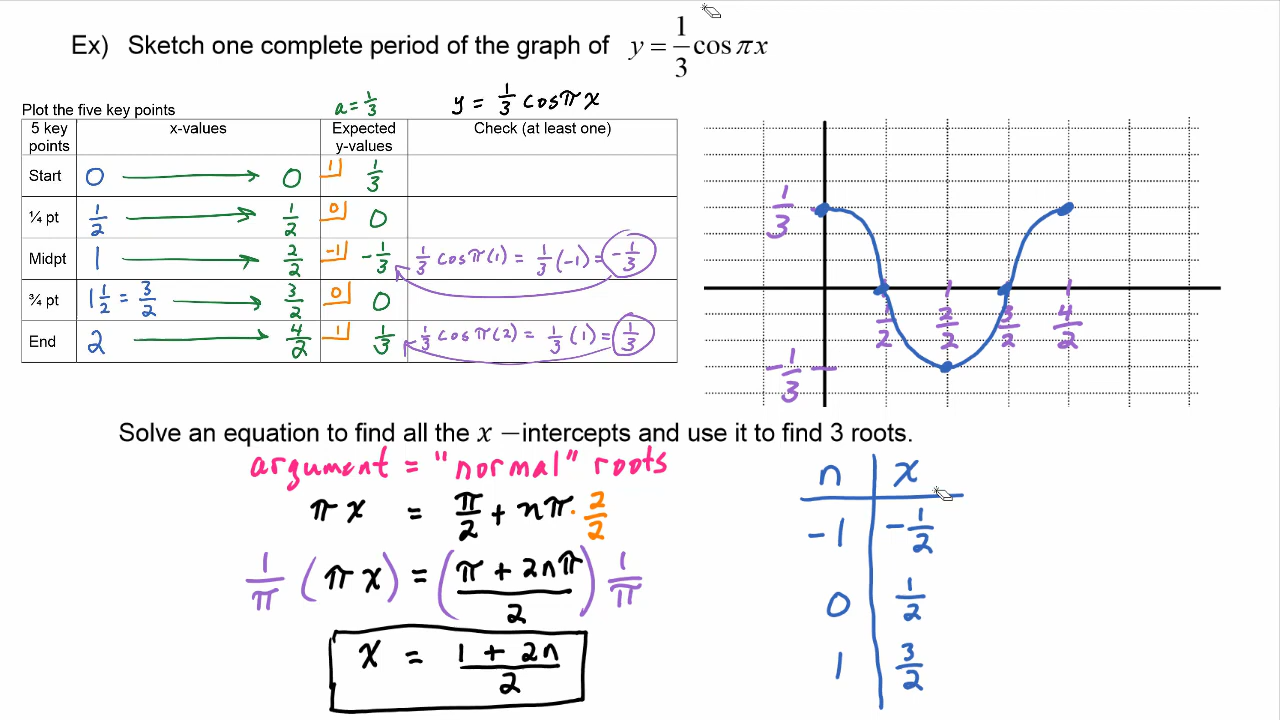 Ex) Sketch one complete period of the graph of y = 1/3 cos πx
Plot the five key points a = 1/3 y = 1/3 cos πx
5 key points x-values Expected y-values Check (at least one)
Start 0 → 0 1 1/3
¼ pt 1/2 → 1/2 0 0
Midpt 1 → 2/2 -1 -1/3 1/3 cos π(1) = 1/3 (-1) = -1/3
¾ pt 1 1/2 = 3/2 → 3/2 0 0
End 2 → 4/2 1 1/3 1/3 cos π(2) = 1/3 (1) = 1/3
1/3
1/2 2/2 3/2 4/2
-1/3
Solve an equation to find all the x –intercepts and use it to find 3 roots.
argument = "normal" roots
πx = π/2 + nπ · 2/2
1/π (πx) = (π + 2nπ / 2) 1/π
x = 1 + 2n / 2
n x
-1 -1/2
0 1/2
1 3/2